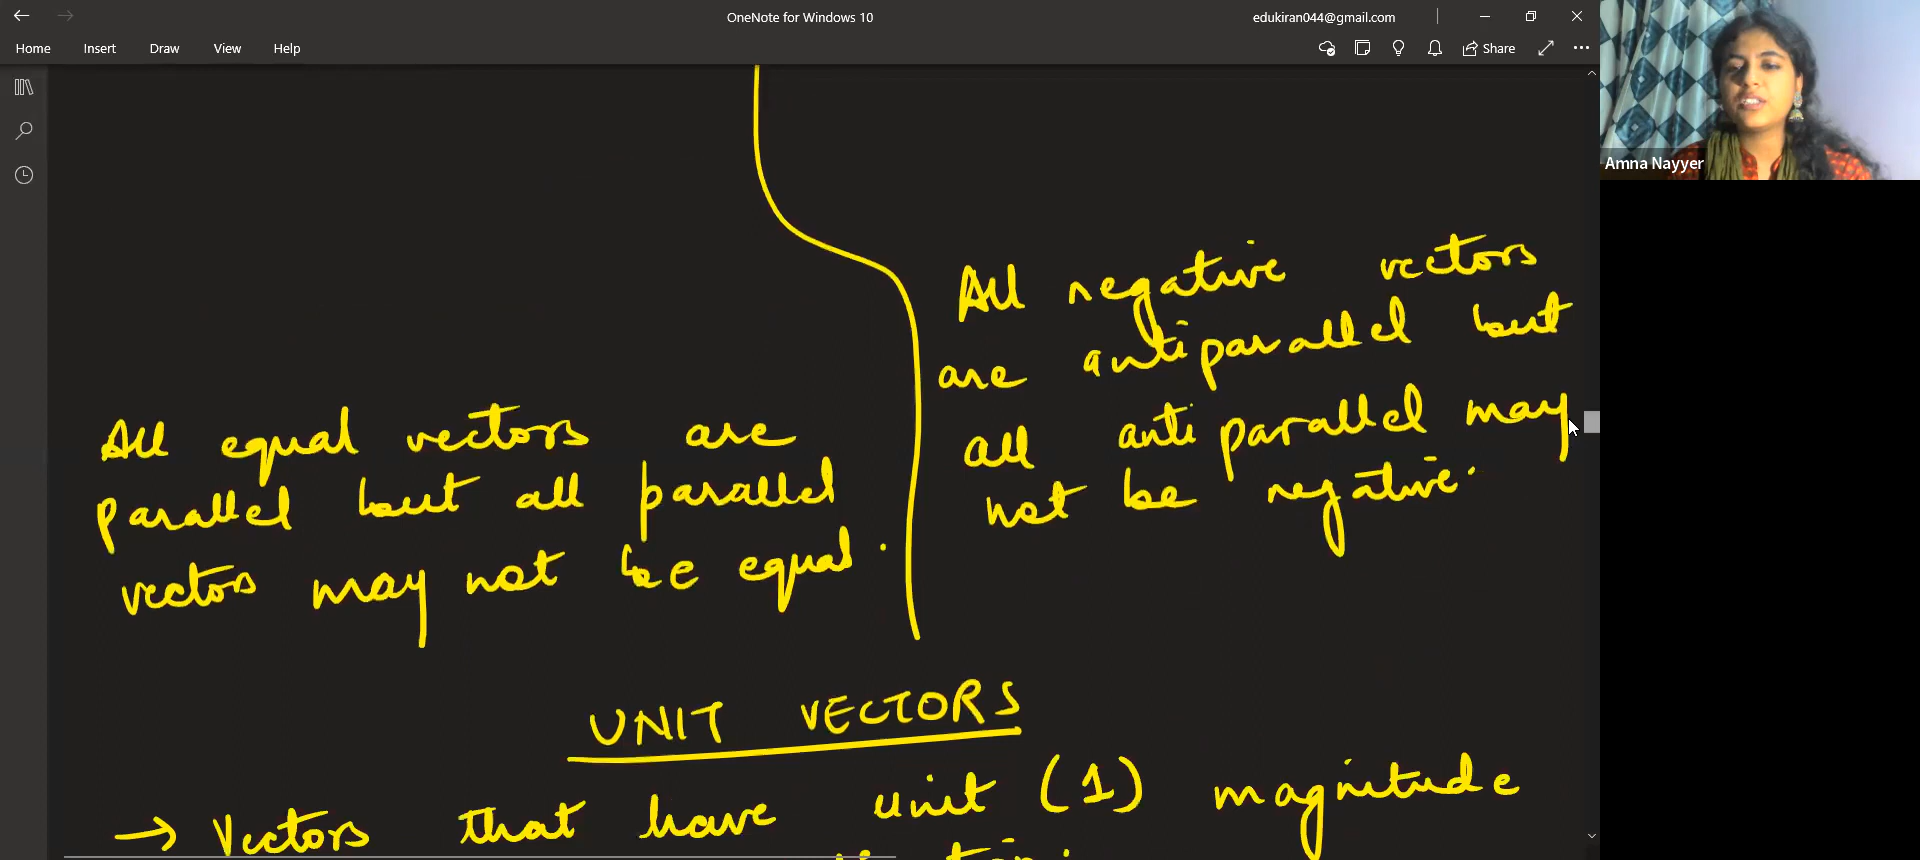 OneNote for Windows 10
edukiran044@gmail.com
Home Insert Draw View Help
Share
Amna Nayyer
All equal vectors are
parallel but all parallel
vectors may not be equal.
All negative vectors
are antiparallel but
all anti parallel may
not be negative.
UNIT VECTORS
→ Vectors that have unit (1) magnitude